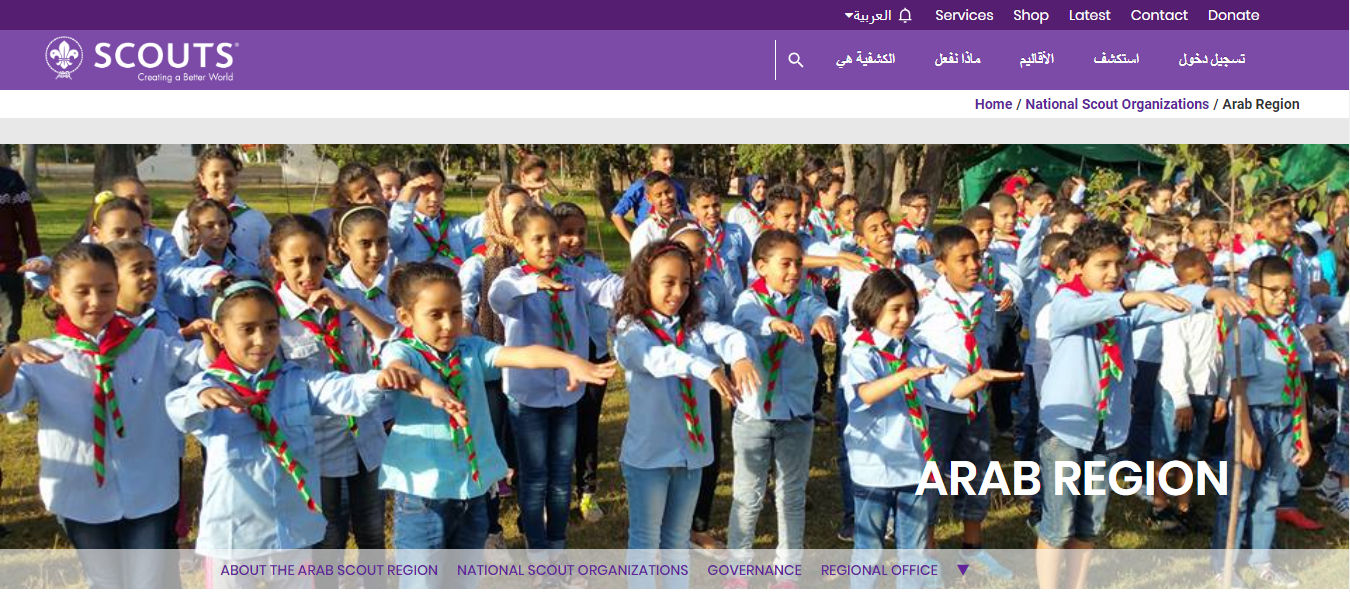 العربية Services Shop Latest Contact Donate
SCOUTS®
Creating a Better World
الكشفية هي ماذا نفعل الأقاليم استكشف تسجيل دخول
Home / National Scout Organizations / Arab Region
ARAB REGION
ABOUT THE ARAB SCOUT REGION NATIONAL SCOUT ORGANIZATIONS GOVERNANCE REGIONAL OFFICE